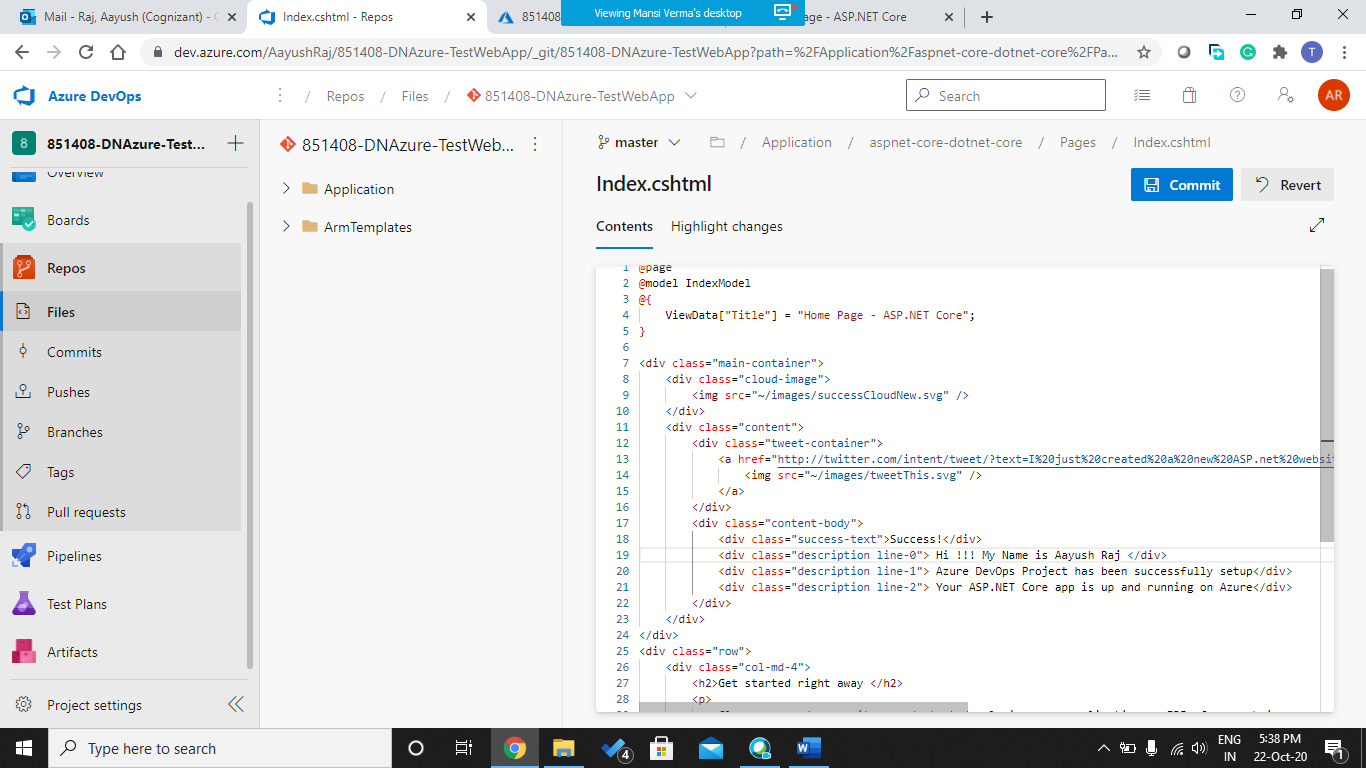 Mail - Raj, Aayush (Cognizant) - 
Index.cshtml - Repos
851408
Viewing Mansi Verma's desktop
age - ASP.NET Core
dev.azure.com/AayushRaj/851408-DNAzure-TestWebApp/_git/851408-DNAzure-TestWebApp?path=%2FApplication%2Faspnet-core-dotnet-core%2FPa...
T
Azure DevOps
/ Repos / Files / 851408-DNAzure-TestWebApp
Search
AR
8 851408-DNAzure-Test...
Overview
Boards
Repos
Files
Commits
Pushes
Branches
Tags
Pull requests
Pipelines
Test Plans
Artifacts
Project settings
851408-DNAzure-TestWeb...
Application
ArmTemplates
master / Application / aspnet-core-dotnet-core / Pages / Index.cshtml
Index.cshtml
Commit
Revert
Contents
Highlight changes
1 @page
2 @model IndexModel
3 @{
4 ViewData["Title"] = "Home Page - ASP.NET Core";
5 }
6
7 <div class="main-container">
8 <div class="cloud-image">
9 <img src="~/images/successCloudNew.svg" />
10 </div>
11 <div class="content">
12 <div class="tweet-container">
13 <a href="http://twitter.com/intent/tweet/?text=I%20just%20created%20a%20new%20ASP.net%20websit
14 <img src="~/images/tweetThis.svg" />
15 </a>
16 </div>
17 <div class="content-body">
18 <div class="success-text">Success!</div>
19 <div class="description line-0"> Hi !!! My Name is Aayush Raj </div>
20 <div class="description line-1"> Azure DevOps Project has been successfully setup</div>
21 <div class="description line-2"> Your ASP.NET Core app is up and running on Azure</div>
22 </div>
23 </div>
24 </div>
25 <div class="row">
26 <div class="col-md-4">
27 <h2>Get started right away </h2>
28 <p>
Type here to search
4
ENG
IN
5:38 PM
22-Oct-20
1